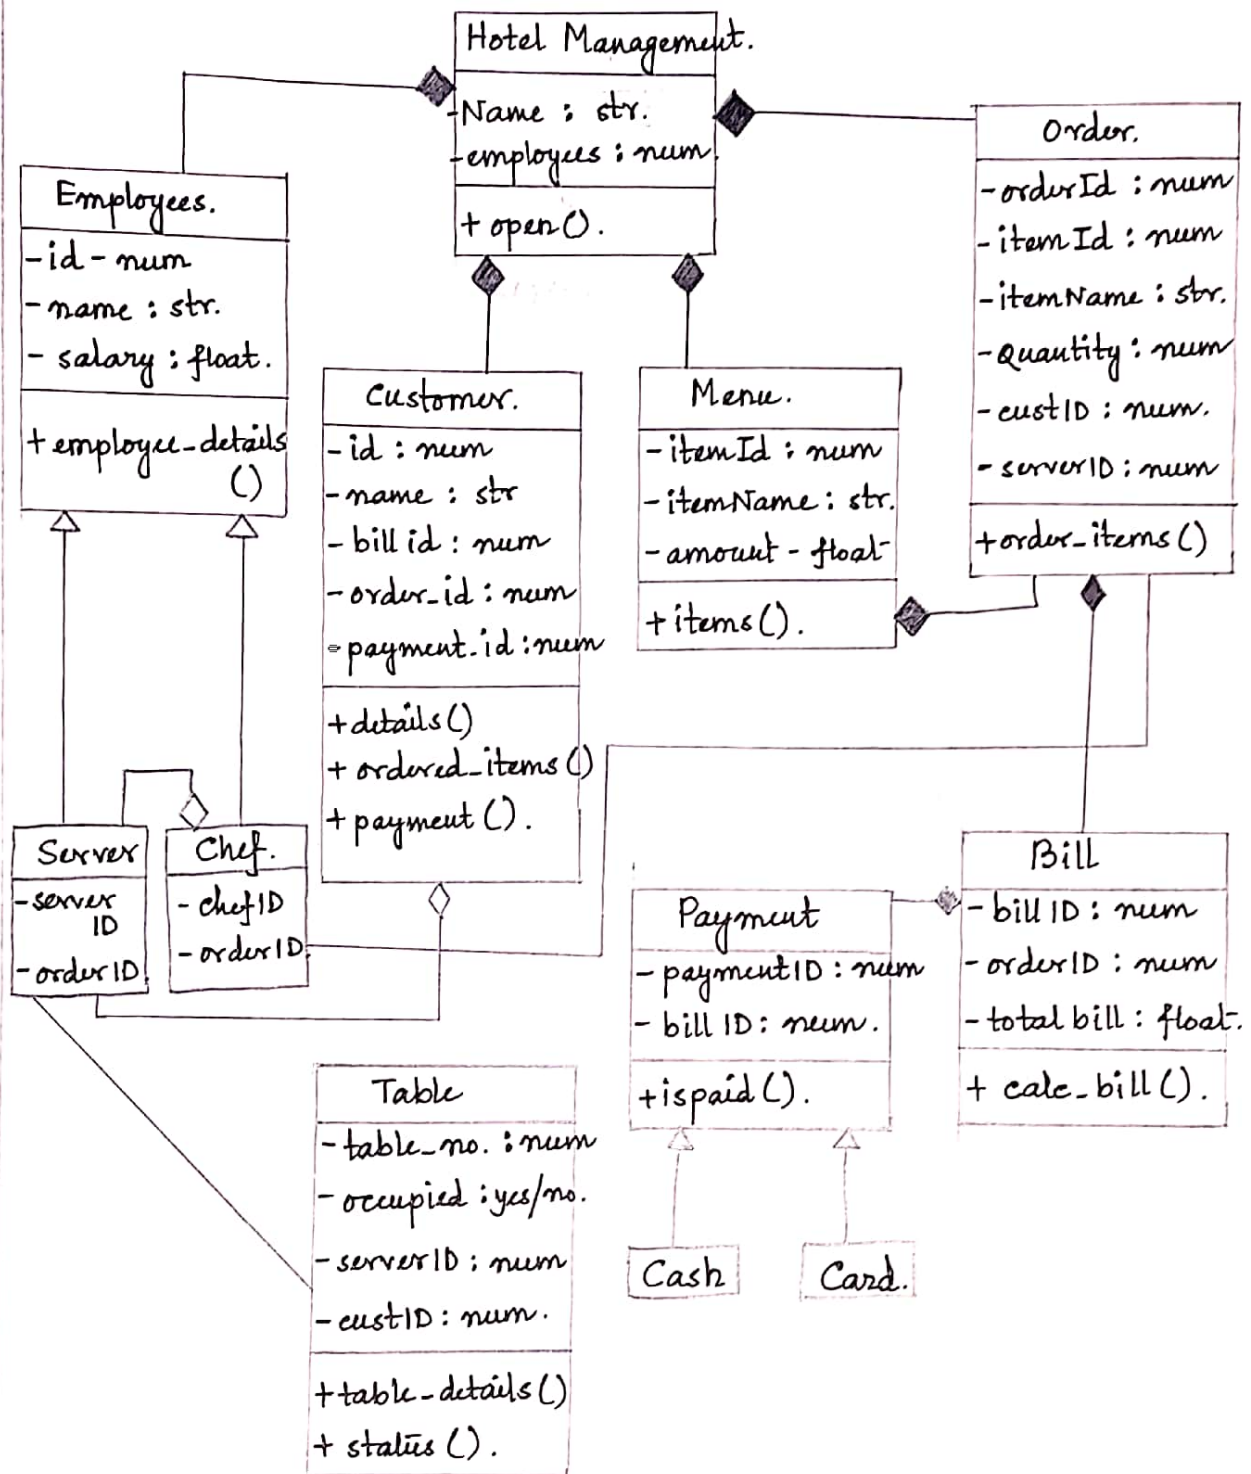 Hotel Management.
-Name : str.
-employees : num.
+ open().
Employees.
-id - num
- name : str.
- salary : float.
+ employee_details
()
Customer.
- id : num
- name : str
- bill id : num
- order_id : num
- payment_id : num
+details()
+ ordered_items()
+ payment().
Menu.
- itemId : num
- itemName : str.
- amount - float
+ items().
Order.
- orderId : num
- itemId : num
- itemName : str.
- Quantity : num
- custID : num.
- serverID : num
+order_items()
Server
-server
ID
-orderID
Chef.
- chefID
- orderID
Payment
- paymentID : num
- bill ID : num.
+ispaid().
Bill
- bill ID : num
- orderID : num
- total bill : float.
+ calc_bill().
Cash
Card.
Table
- table_no. : num
- occupied : yes/no.
- serverID : num
- custID : num.
+table_details()
+ status().